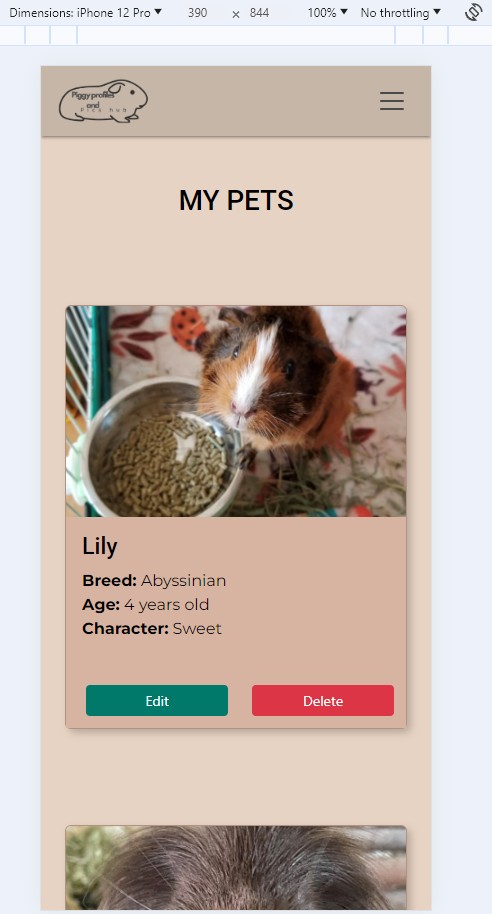 Dimensions: iPhone 12 Pro ▼ 390 × 844 100% ▼ No throttling ▼
Piggy profiles
and
Pics hub
MY PETS
Lily
Breed: Abyssinian
Age: 4 years old
Character: Sweet
Edit Delete